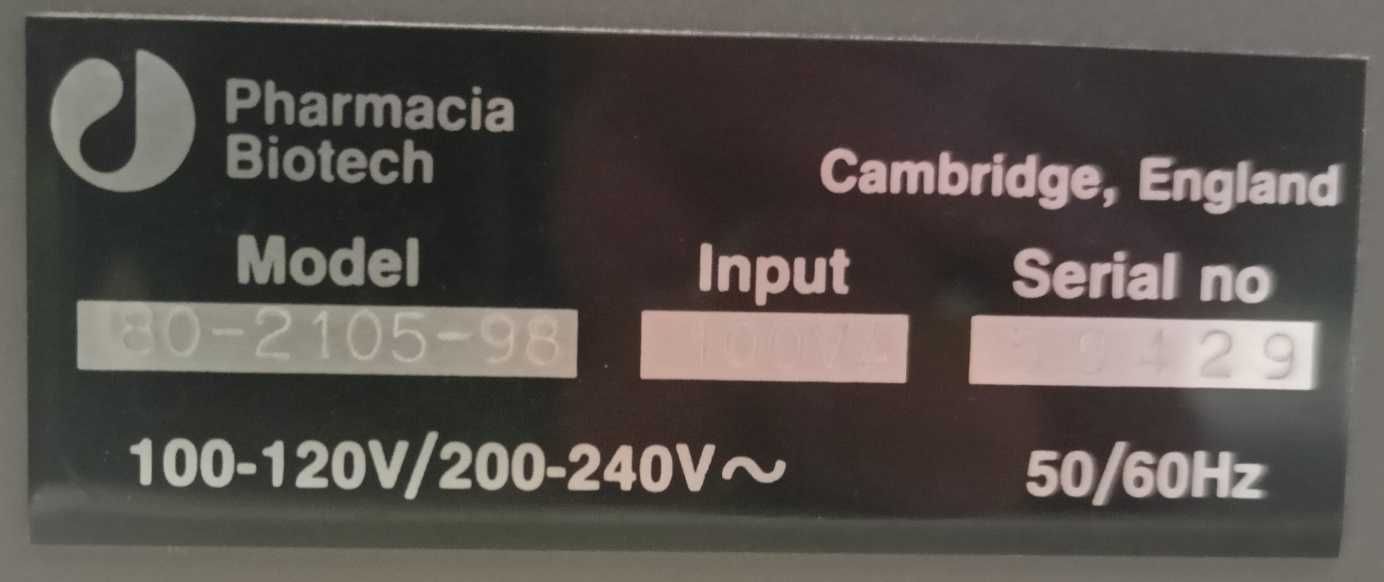 Pharmacia
Biotech
Cambridge, England
Model
Input
Serial no
80-2105-98
100VA
100-120V/200-240V~
50/60Hz